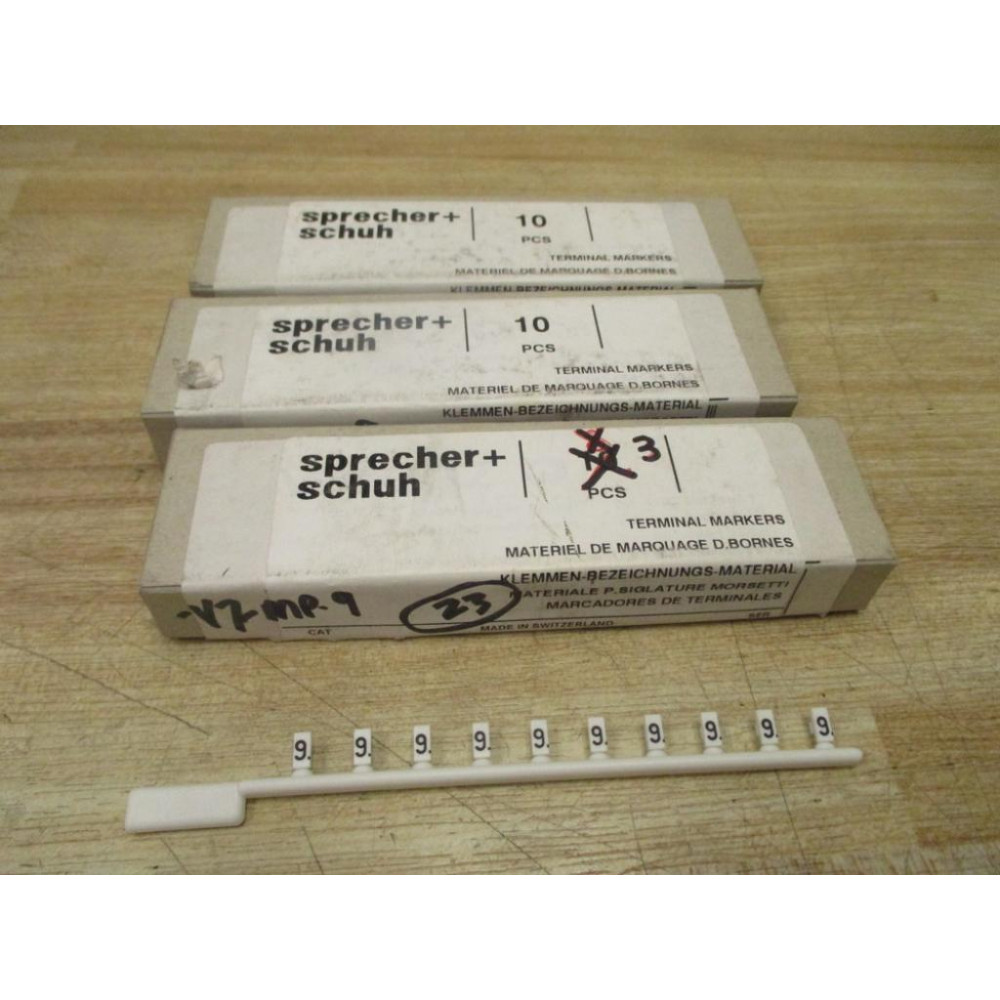 sprecher+
schuh
10
PCS
TERMINAL MARKERS
MATERIEL DE MARQUAGE D.BORNES
KLEMMEN-BEZEICHNUNGS-MATERIAL
sprecher+
schuh
10
PCS
TERMINAL MARKERS
MATERIEL DE MARQUAGE D.BORNES
KLEMMEN-BEZEICHNUNGS-MATERIAL
sprecher+
schuh
3
PCS
TERMINAL MARKERS
MATERIEL DE MARQUAGE D.BORNES
KLEMMEN-BEZEICHNUNGS-MATERIAL
MATERIALE P.SIGLATURE MORSETTI
MARCADORES DE TERMINALES
-V7-MP-9
23
CAT
MADE IN SWITZERLAND
9. 9. 9. 9. 9. 9. 9. 9. 9. 9.